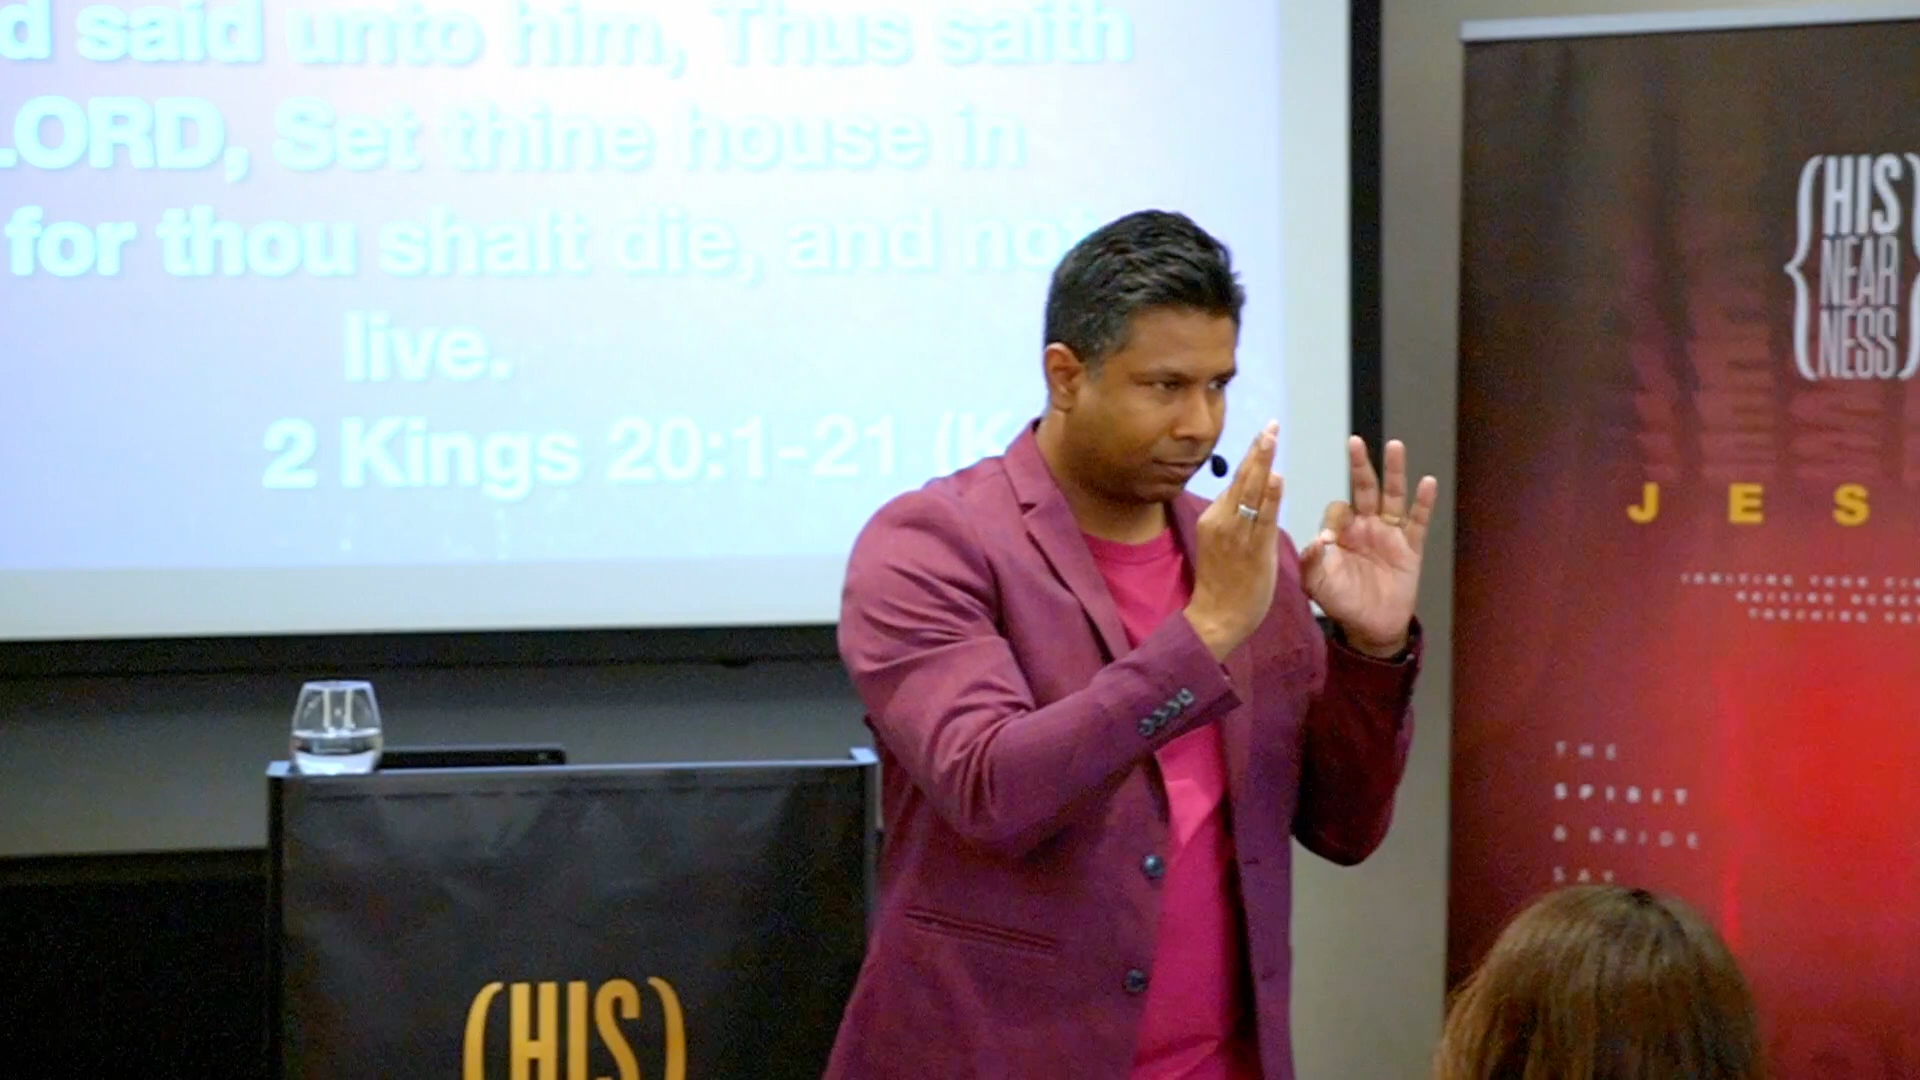 d said unto him, Thus saith
LORD, Set thine house in
for thou shalt die, and not
live.
2 Kings 20:1-21 (K
{HIS
NEAR
NESS}
JES
THE
SPIRIT
& BRIDE
SAY
(HIS)